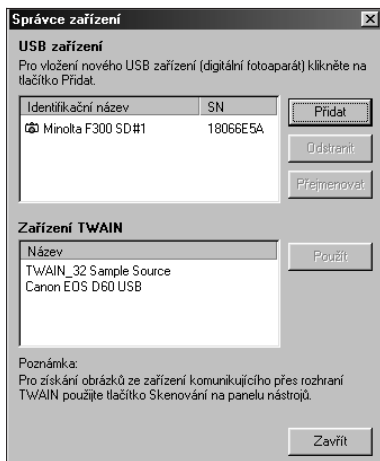 Správce zařízení
USB zařízení
Pro vložení nového USB zařízení (digitální fotoaparát) klikněte na
tlačítko Přidat.
Identifikační název SN
Minolta F300 SD#1 18066E5A
Přidat
Odstranit
Přejmenovat
Zařízení TWAIN
Název
TWAIN_32 Sample Source
Canon EOS D60 USB
Použít
Poznámka:
Pro získání obrázků ze zařízení komunikujícího přes rozhraní
TWAIN použijte tlačítko Skenování na panelu nástrojů.
Zavřít